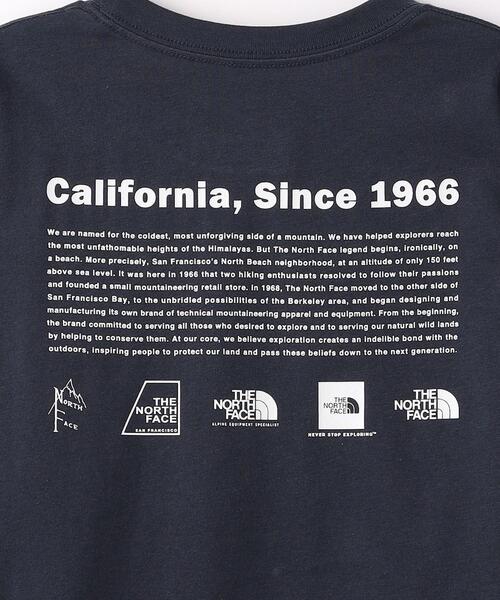 California, Since 1966
We are named for the coldest, most unforgiving side of a mountain. We have helped explorers reach
the most unfathomable heights of the Himalayas. But The North Face legend begins, ironically, on
a beach. More precisely, San Francisco's North Beach neighborhood, at an altitude of only 150 feet
above sea level. It was here in 1966 that two hiking enthusiasts resolved to follow their passions
and founded a small mountaineering retail store. In 1968, The North Face moved to the other side of
San Francisco Bay, to the unbridled possibilities of the Berkeley area, and began designing and
manufacturing its own brand of technical mountaineering apparel and equipment. From the beginning,
the brand committed to serving all those who desired to explore and to serving our natural wild lands
by helping to conserve them. At our core, we believe exploration creates an indelible bond with the
outdoors, inspiring people to protect our land and pass these beliefs down to the next generation.
North
Face
THE
NORTH
FACE
SAN FRANCISCO
THE
NORTH
FACE
ALPINE EQUIPMENT SPECIALIST
THE
NORTH
FACE
NEVER STOP EXPLORING™
THE
NORTH
FACE